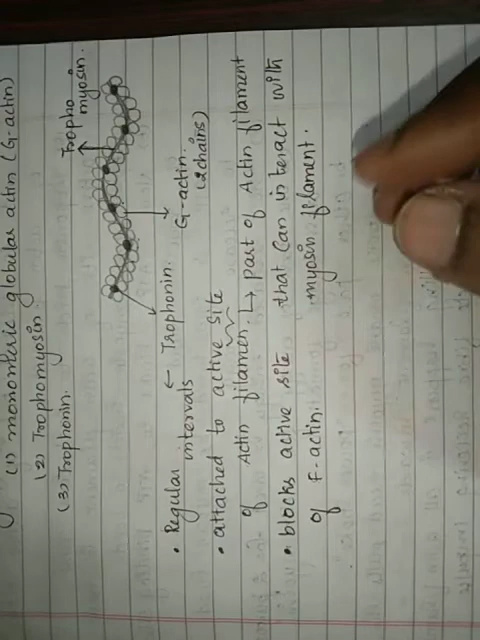 (1) monomeric globular actin (G-actin)
(2) Trophomyosin
(3) Trophonin.
Tropho
myosin.
G-actin.
(2 chains)
• Regular ← Trophonin.
intervals
• attached to active site
of Actin filamen. ↳ part of Actin filament
• blocks active site that can interact with
of F-actin. myosin filament.